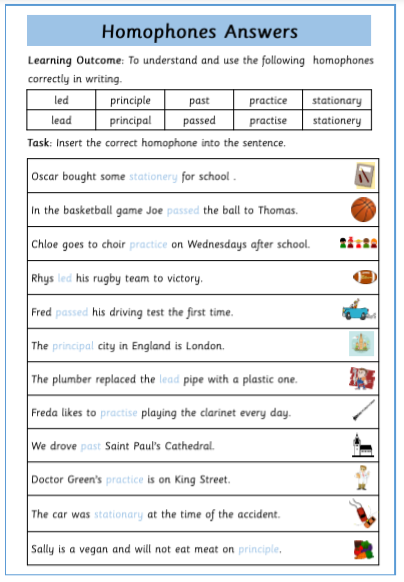 Homophones Answers
Learning Outcome: To understand and use the following homophones
correctly in writing.
led principle past practice stationary
lead principal passed practise stationery
Task: Insert the correct homophone into the sentence.
Oscar bought some stationery for school .
In the basketball game Joe passed the ball to Thomas.
Chloe goes to choir practice on Wednesdays after school.
Rhys led his rugby team to victory.
Fred passed his driving test the first time.
The principal city in England is London.
The plumber replaced the lead pipe with a plastic one.
Freda likes to practise playing the clarinet every day.
We drove past Saint Paul's Cathedral.
Doctor Green's practice is on King Street.
The car was stationary at the time of the accident.
Sally is a vegan and will not eat meat on principle.